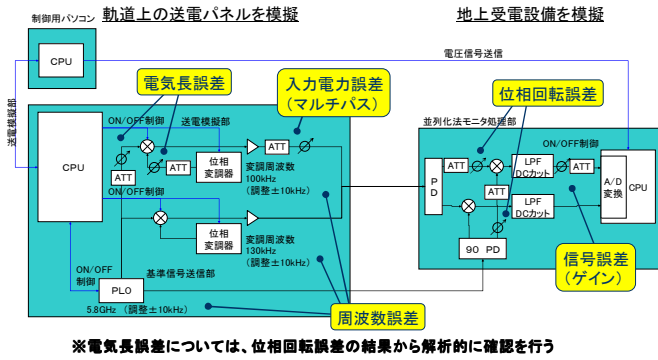 軌道上の送電パネルを模擬
地上受電設備を模擬
制御用パソコン
CPU
電圧信号送信
送電模擬部
電気長誤差
入力電力誤差
(マルチパス)
位相回転誤差
ON/OFF制御
送電模擬部
CPU
ATT
ATT
位相
変調器
ATT
変調周波数
100kHz
(調整±10kHz)
ON/OFF制御
位相
変調器
変調周波数
130kHz
(調整±10kHz)
ON/OFF
制御
基準信号送信部
PLO
5.8GHz (調整±10kHz)
周波数誤差
並列化法モニタ処理部
ON/OFF制御
PD
ATT
LPF
DCカット
ATT
ATT
LPF
DCカット
A/D
変換
CPU
90 PD
信号誤差
(ゲイン)
※電気長誤差については、位相回転誤差の結果から解析的に確認を行う